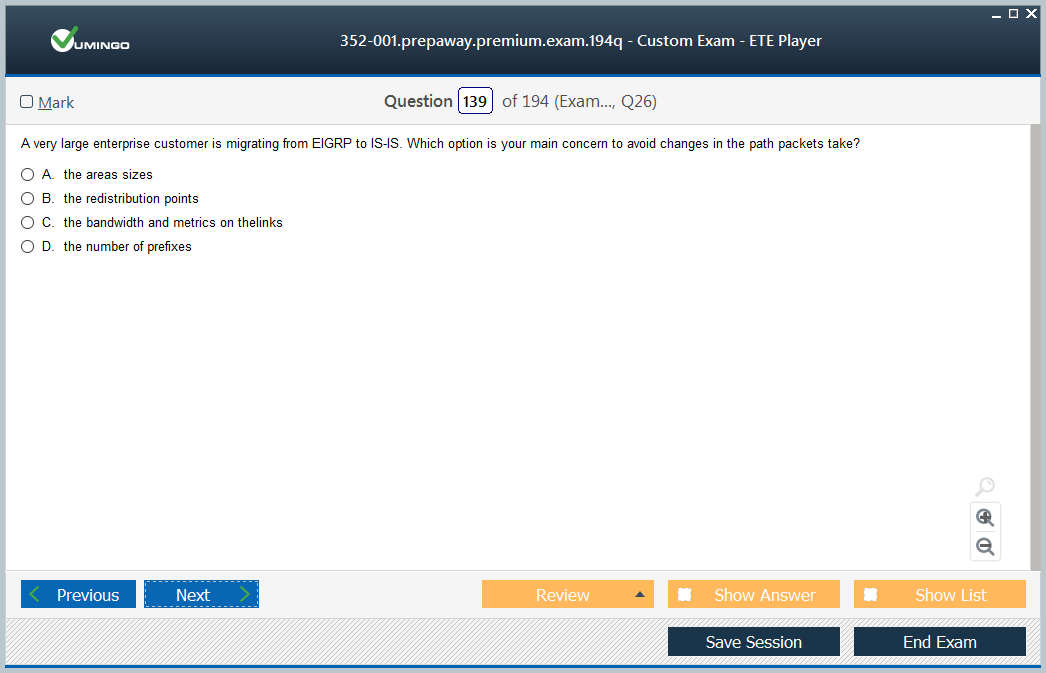 VUMINGO
352-001.prepaway.premium.exam.194q - Custom Exam - ETE Player
Mark
Question 139 of 194 (Exam..., Q26)
A very large enterprise customer is migrating from EIGRP to IS-IS. Which option is your main concern to avoid changes in the path packets take?
A. the areas sizes
B. the redistribution points
C. the bandwidth and metrics on thelinks
D. the number of prefixes
Previous
Next
Review
Show Answer
Show List
Save Session
End Exam